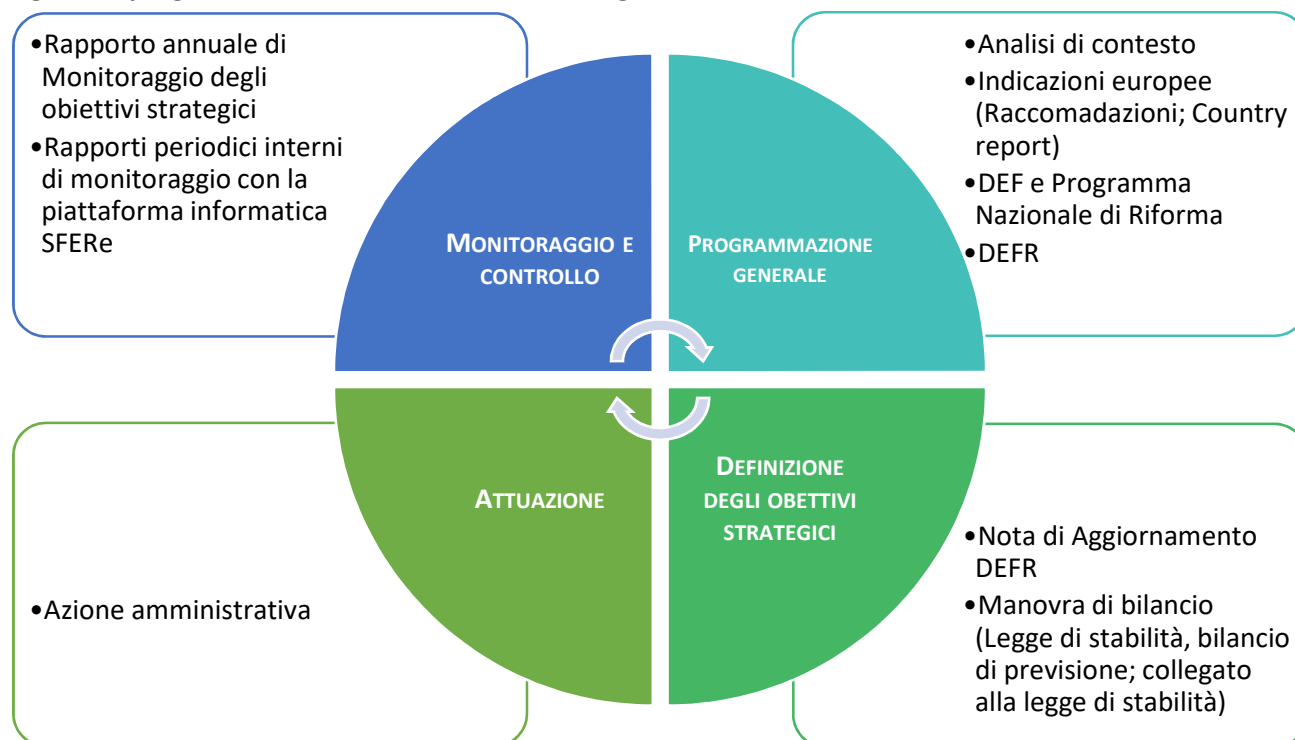 •Rapporto annuale di
Monitoraggio degli
obiettivi strategici
•Rapporti periodici interni
di monitoraggio con la
piattaforma informatica
SFERe
MONITORAGGIO E
CONTROLLO
PROGRAMMAZIONE
GENERALE
•Analisi di contesto
•Indicazioni europee
(Raccomadazioni; Country
report)
•DEF e Programma
Nazionale di Riforma
•DEFR
•Azione amministrativa
ATTUAZIONE
DEFINIZIONE
DEGLI OBETTIVI
STRATEGICI
•Nota di Aggiornamento
DEFR
•Manovra di bilancio
(Legge di stabilità, bilancio
di previsione; collegato
alla legge di stabilità)